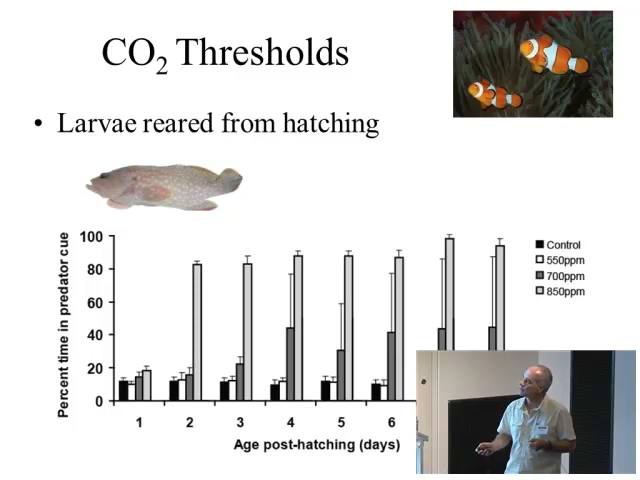 CO₂ Thresholds
• Larvae reared from hatching
Percent time in predator cue
100
80
60
40
20
0
Control
550ppm
700ppm
850ppm
1 2 3 4 5 6
Age post-hatching (days)